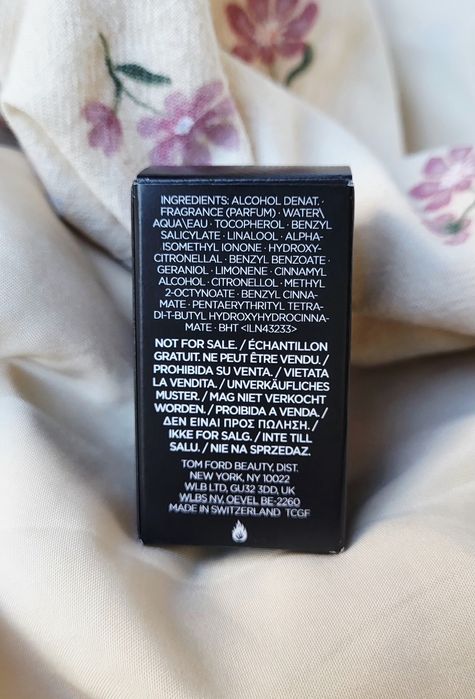 INGREDIENTS: ALCOHOL DENAT. ·
FRAGRANCE (PARFUM) · WATER\
AQUA\EAU · TOCOPHEROL · BENZYL
SALICYLATE · LINALOOL · ALPHA-
ISOMETHYL IONONE · HYDROXY-
CITRONELLAL · BENZYL BENZOATE ·
GERANIOL · LIMONENE · CINNAMYL
ALCOHOL · CITRONELLOL · METHYL
2-OCTYNOATE · BENZYL CINNA-
MATE · PENTAERYTHRITYL TETRA-
DI-T-BUTYL HYDROXYHYDROCINNA-
MATE · BHT <ILN43233>
NOT FOR SALE. / ÉCHANTILLON
GRATUIT. NE PEUT ÊTRE VENDU. /
PROHIBIDA SU VENTA. / VIETATA
LA VENDITA. / UNVERKÄUFLICHES
MUSTER. / MAG NIET VERKOCHT
WORDEN. / PROIBIDA A VENDA. /
ΔΕΝ ΕΙΝΑΙ ΠΡΟΣ ΠΩΛΗΣΗ. /
IKKE FOR SALG. / INTE TILL
SALU. / NIE NA SPRZEDAZ.
TOM FORD BEAUTY, DIST.
NEW YORK, NY 10022
WLB LTD, GU32 3DD, UK
WLBS NV, OEVEL BE-2260
MADE IN SWITZERLAND TCGF